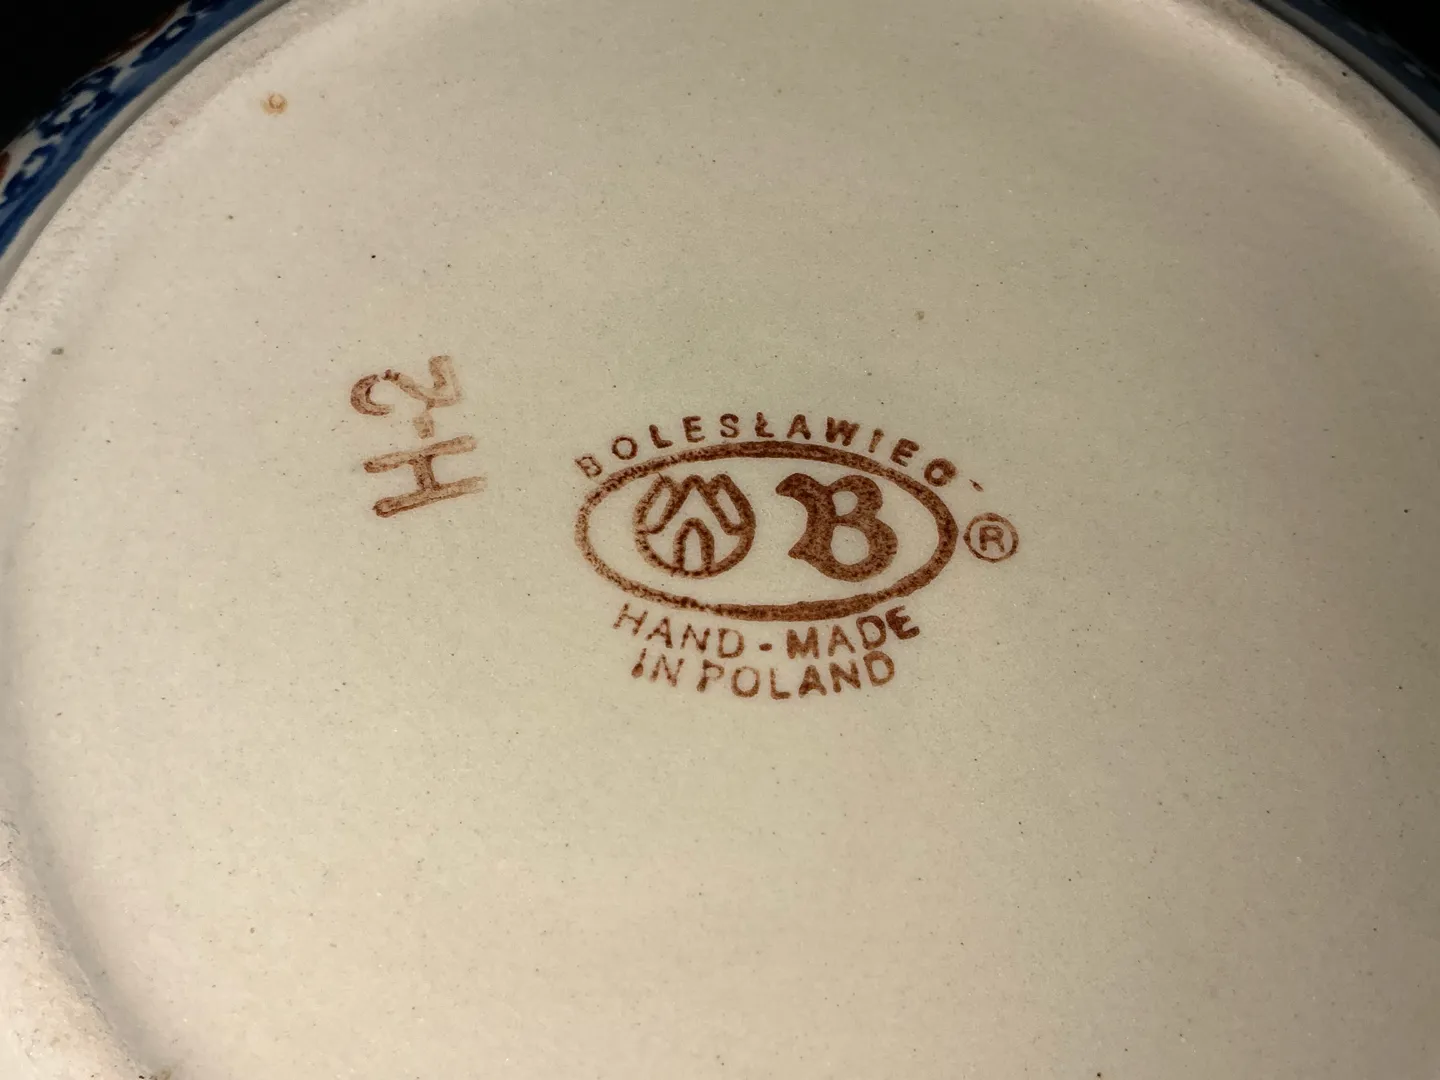 H-2
BOLESŁAWIEC
B ®
HAND-MADE
IN POLAND